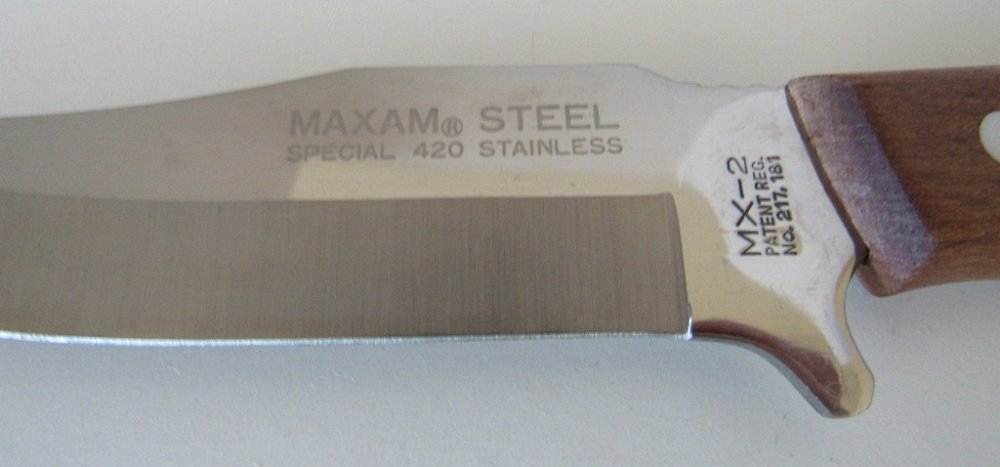 MAXAM® STEEL
SPECIAL 420 STAINLESS
MX-2
PATENT REG.
No. 217,181